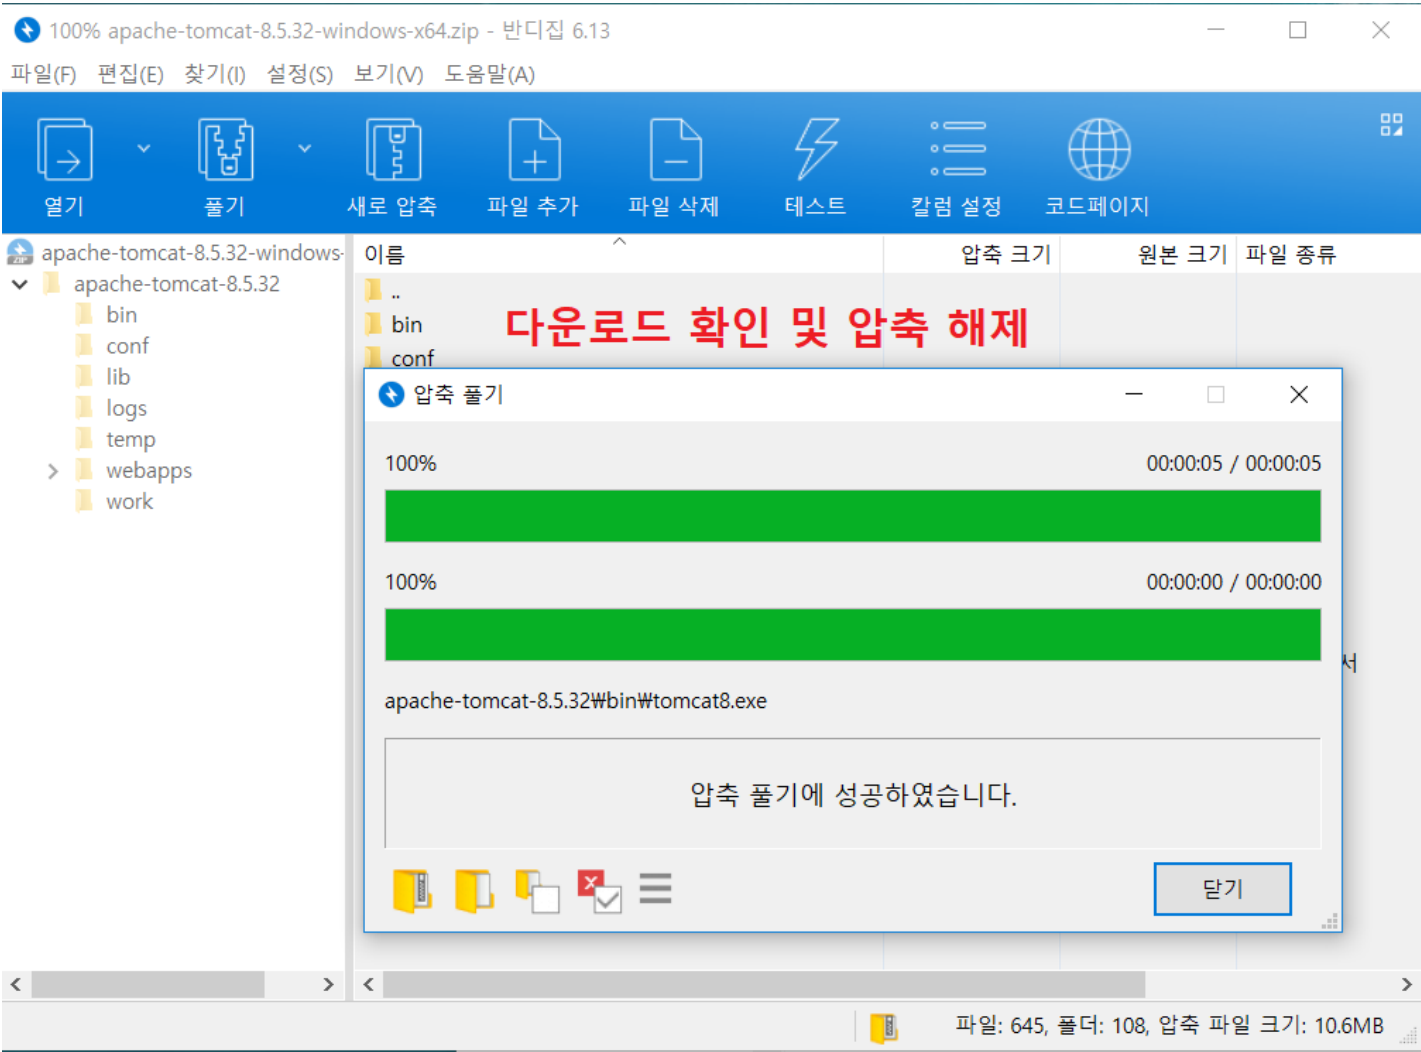 100% apache-tomcat-8.5.32-windows-x64.zip - 반디집 6.13
파일(F) 편집(E) 찾기(I) 설정(S) 보기(V) 도움말(A)
열기 풀기 새로 압축 파일 추가 파일 삭제 테스트 칼럼 설정 코드페이지
apache-tomcat-8.5.32-windows-
apache-tomcat-8.5.32
bin
conf
lib
logs
temp
webapps
work
이름 압축 크기 원본 크기 파일 종류
..
bin
conf
다운로드 확인 및 압축 해제
압축 풀기
100% 00:00:05 / 00:00:05
100% 00:00:00 / 00:00:00
서
apache-tomcat-8.5.32₩bin₩tomcat8.exe
압축 풀기에 성공하였습니다.
닫기
파일: 645, 폴더: 108, 압축 파일 크기: 10.6MB